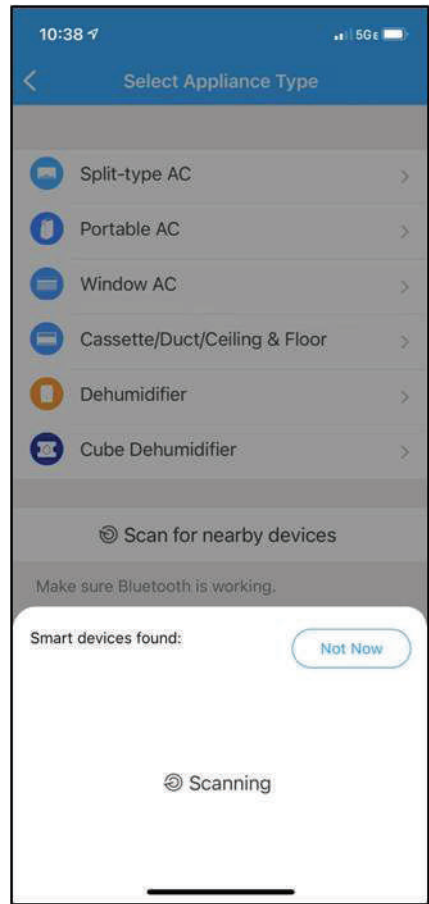 10:38
5GE
Select Appliance Type
Split-type AC
Portable AC
Window AC
Cassette/Duct/Ceiling & Floor
Dehumidifier
Cube Dehumidifier
Scan for nearby devices
Make sure Bluetooth is working.
Smart devices found:
Not Now
Scanning